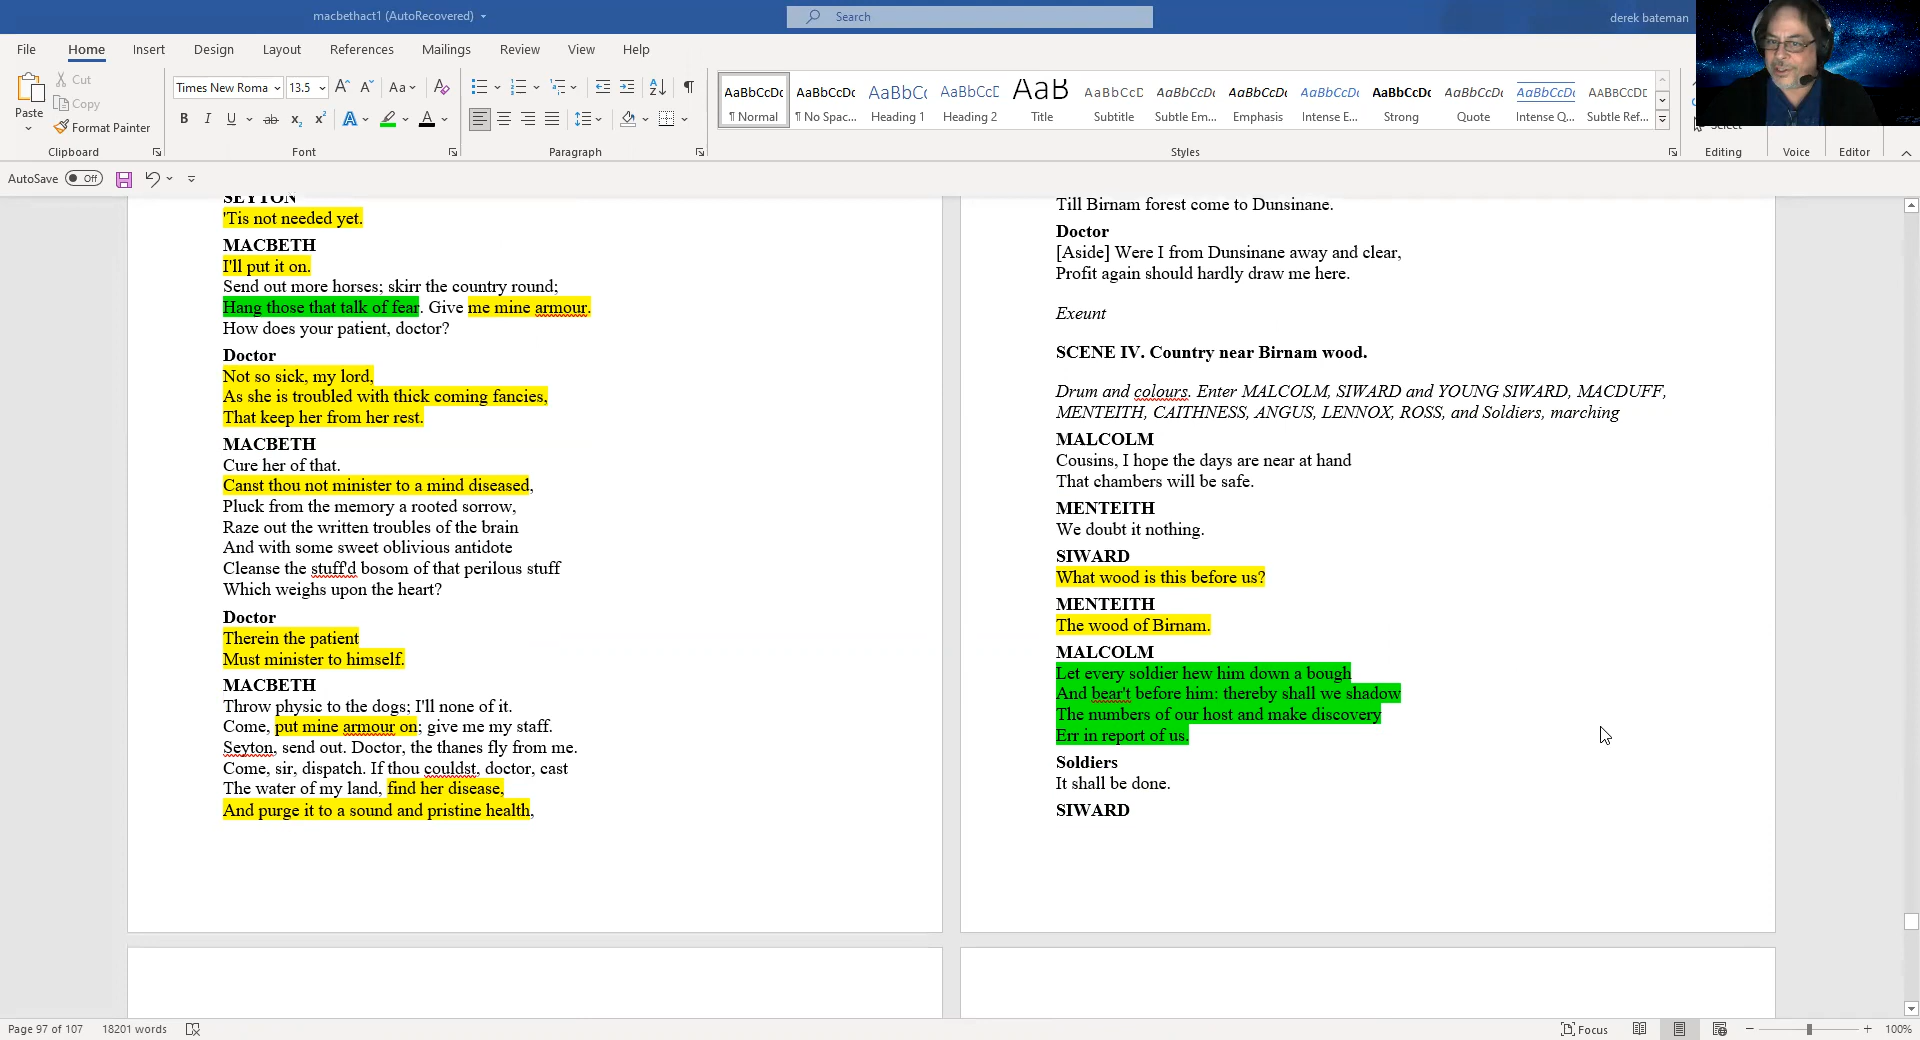 macbethact1 (AutoRecovered)
Search
derek bateman
File Home Insert Design Layout References Mailings Review View Help
Paste
Cut
Copy
Format Painter
Clipboard
Times New Roma 13.5
Font
Paragraph
AaBbCcDc AaBbCcDc AaBbCc AaBbCcD AaB AaBbCcD AaBbCcDc AaBbCcDc AaBbCcDc AaBbCcDc AaBbCcDc AaBbCcDc AABBCCDC
¶ Normal ¶ No Spac... Heading 1 Heading 2 Title Subtitle Subtle Em... Emphasis Intense E... Strong Quote Intense Q... Subtle Ref...
Styles
Select
Editing
Voice
Editor
AutoSave Off
SEYTON
'Tis not needed yet.
MACBETH
I'll put it on.
Send out more horses; skirr the country round;
Hang those that talk of fear. Give me mine armour.
How does your patient, doctor?
Doctor
Not so sick, my lord,
As she is troubled with thick coming fancies,
That keep her from her rest.
MACBETH
Cure her of that.
Canst thou not minister to a mind diseased,
Pluck from the memory a rooted sorrow,
Raze out the written troubles of the brain
And with some sweet oblivious antidote
Cleanse the stuff'd bosom of that perilous stuff
Which weighs upon the heart?
Doctor
Therein the patient
Must minister to himself.
MACBETH
Throw physic to the dogs; I'll none of it.
Come, put mine armour on; give me my staff.
Seyton, send out. Doctor, the thanes fly from me.
Come, sir, dispatch. If thou couldst, doctor, cast
The water of my land, find her disease,
And purge it to a sound and pristine health,
Till Birnam forest come to Dunsinane.
Doctor
[Aside] Were I from Dunsinane away and clear,
Profit again should hardly draw me here.
Exeunt
SCENE IV. Country near Birnam wood.
Drum and colours. Enter MALCOLM, SIWARD and YOUNG SIWARD, MACDUFF,
MENTEITH, CAITHNESS, ANGUS, LENNOX, ROSS, and Soldiers, marching
MALCOLM
Cousins, I hope the days are near at hand
That chambers will be safe.
MENTEITH
We doubt it nothing.
SIWARD
What wood is this before us?
MENTEITH
The wood of Birnam.
MALCOLM
Let every soldier hew him down a bough
And bear't before him: thereby shall we shadow
The numbers of our host and make discovery
Err in report of us.
Soldiers
It shall be done.
SIWARD
Page 97 of 107 18201 words
Focus
100%